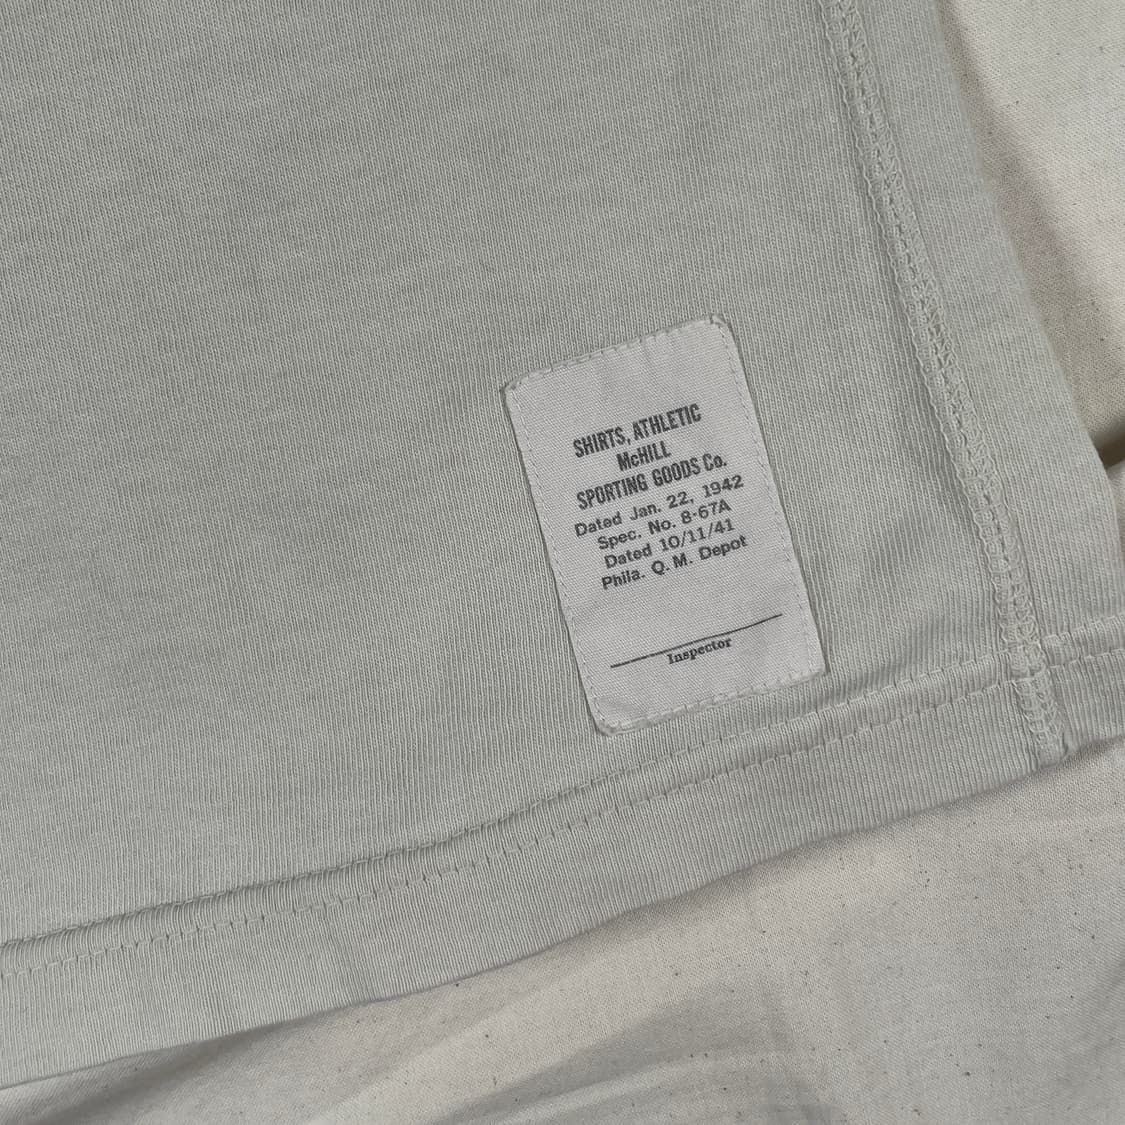 SHIRTS, ATHLETIC
McHILL
SPORTING GOODS Co.
Dated Jan. 22, 1942
Spec. No. 8-67A
Dated 10/11/41
Phila. Q. M. Depot
Inspector